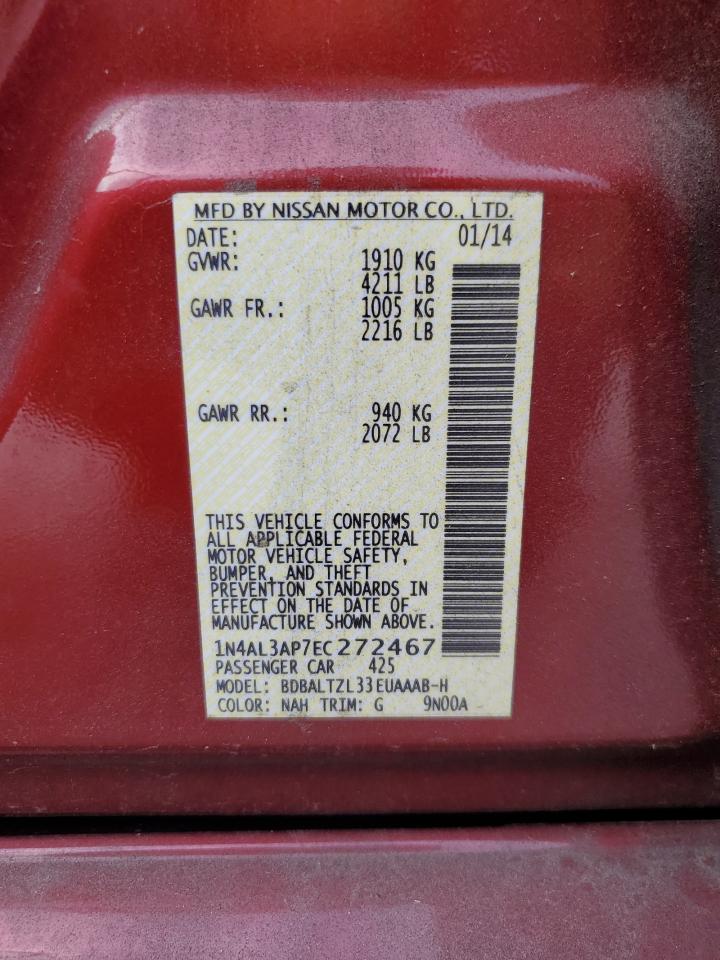 MFD BY NISSAN MOTOR CO., LTD.
DATE: 01/14
GVWR: 1910 KG
4211 LB
GAWR FR.: 1005 KG
2216 LB
GAWR RR.: 940 KG
2072 LB
THIS VEHICLE CONFORMS TO
ALL APPLICABLE FEDERAL
MOTOR VEHICLE SAFETY,
BUMPER, AND THEFT
PREVENTION STANDARDS IN
EFFECT ON THE DATE OF
MANUFACTURE SHOWN ABOVE.
1N4AL3AP7EC272467
PASSENGER CAR 425
MODEL: BDBALTZL33EUAAAB-H
COLOR: NAH TRIM: G 9N00A